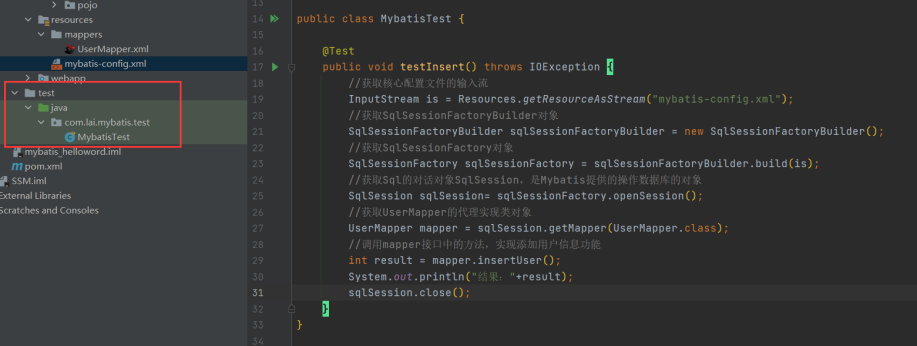 pojo
resources
mappers
UserMapper.xml
mybatis-config.xml
webapp
test
java
com.lai.mybatis.test
MybatisTest
mybatis_helloword.iml
pom.xml
SSM.iml
External Libraries
Scratches and Consoles
13
14 public class MybatisTest {
15
16 @Test
17 public void testInsert() throws IOException {
18 //获取核心配置文件的输入流
19 InputStream is = Resources.getResourceAsStream("mybatis-config.xml");
20 //获取SqlSessionFactoryBuilder对象
21 SqlSessionFactoryBuilder sqlSessionFactoryBuilder = new SqlSessionFactoryBuilder();
22 //获取SqlSessionFactory对象
23 SqlSessionFactory sqlSessionFactory = sqlSessionFactoryBuilder.build(is);
24 //获取Sql的对话对象SqlSession，是Mybatis提供的操作数据库的对象
25 SqlSession sqlSession= sqlSessionFactory.openSession();
26 //获取UserMapper的代理实现类对象
27 UserMapper mapper = sqlSession.getMapper(UserMapper.class);
28 //调用mapper接口中的方法，实现添加用户信息功能
29 int result = mapper.insertUser();
30 System.out.println("结果："+result);
31 sqlSession.close();
32 }
33 }
34